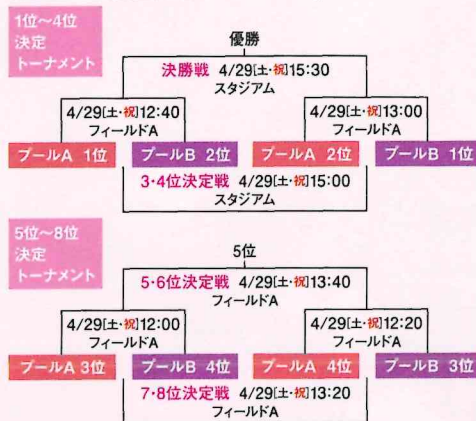 1位～4位
決定
トーナメント
優勝
決勝戦 4/29[土・祝]15:30
スタジアム
4/29[土・祝]12:40
フィールドA
4/29[土・祝]13:00
フィールドA
プールA 1位
プールB 2位
プールA 2位
プールB 1位
3・4位決定戦 4/29[土・祝]15:00
スタジアム
5位～8位
決定
トーナメント
5位
5・6位決定戦 4/29[土・祝]13:40
フィールドA
4/29[土・祝]12:00
フィールドA
4/29[土・祝]12:20
フィールドA
プールA 3位
プールB 4位
プールA 4位
プールB 3位
7・8位決定戦 4/29[土・祝]13:20
フィールドA